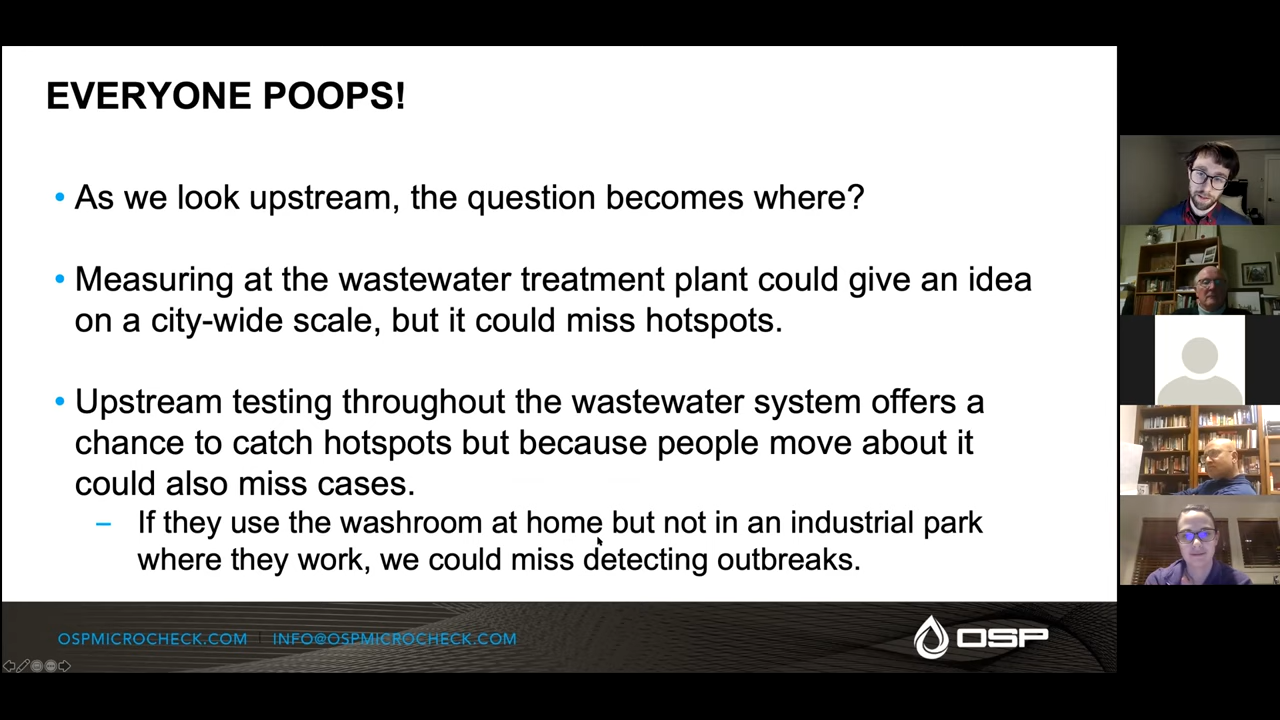 EVERYONE POOPS!
• As we look upstream, the question becomes where?
• Measuring at the wastewater treatment plant could give an idea
on a city-wide scale, but it could miss hotspots.
• Upstream testing throughout the wastewater system offers a
chance to catch hotspots but because people move about it
could also miss cases.
– If they use the washroom at home but not in an industrial park
where they work, we could miss detecting outbreaks.
OSPMICROCHECK.COM | INFO@OSPMICROCHECK.COM
OSP